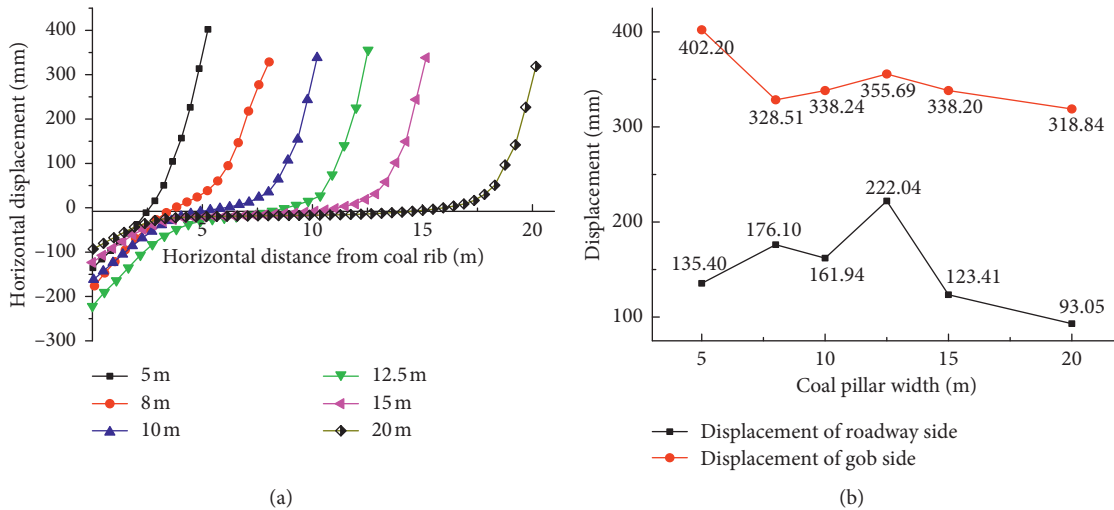 Horizontal displacement (mm)
400
300
200
100
0
−100
−200
−300
5
10
15
20
Horizontal distance from coal rib (m)
5 m
8 m
10 m
12.5 m
15 m
20 m
(a)
Displacement (mm)
400
300
200
100
402.20
328.51
338.24
355.69
338.20
318.84
135.40
176.10
161.94
222.04
123.41
93.05
5
10
15
20
Coal pillar width (m)
Displacement of roadway side
Displacement of gob side
(b)